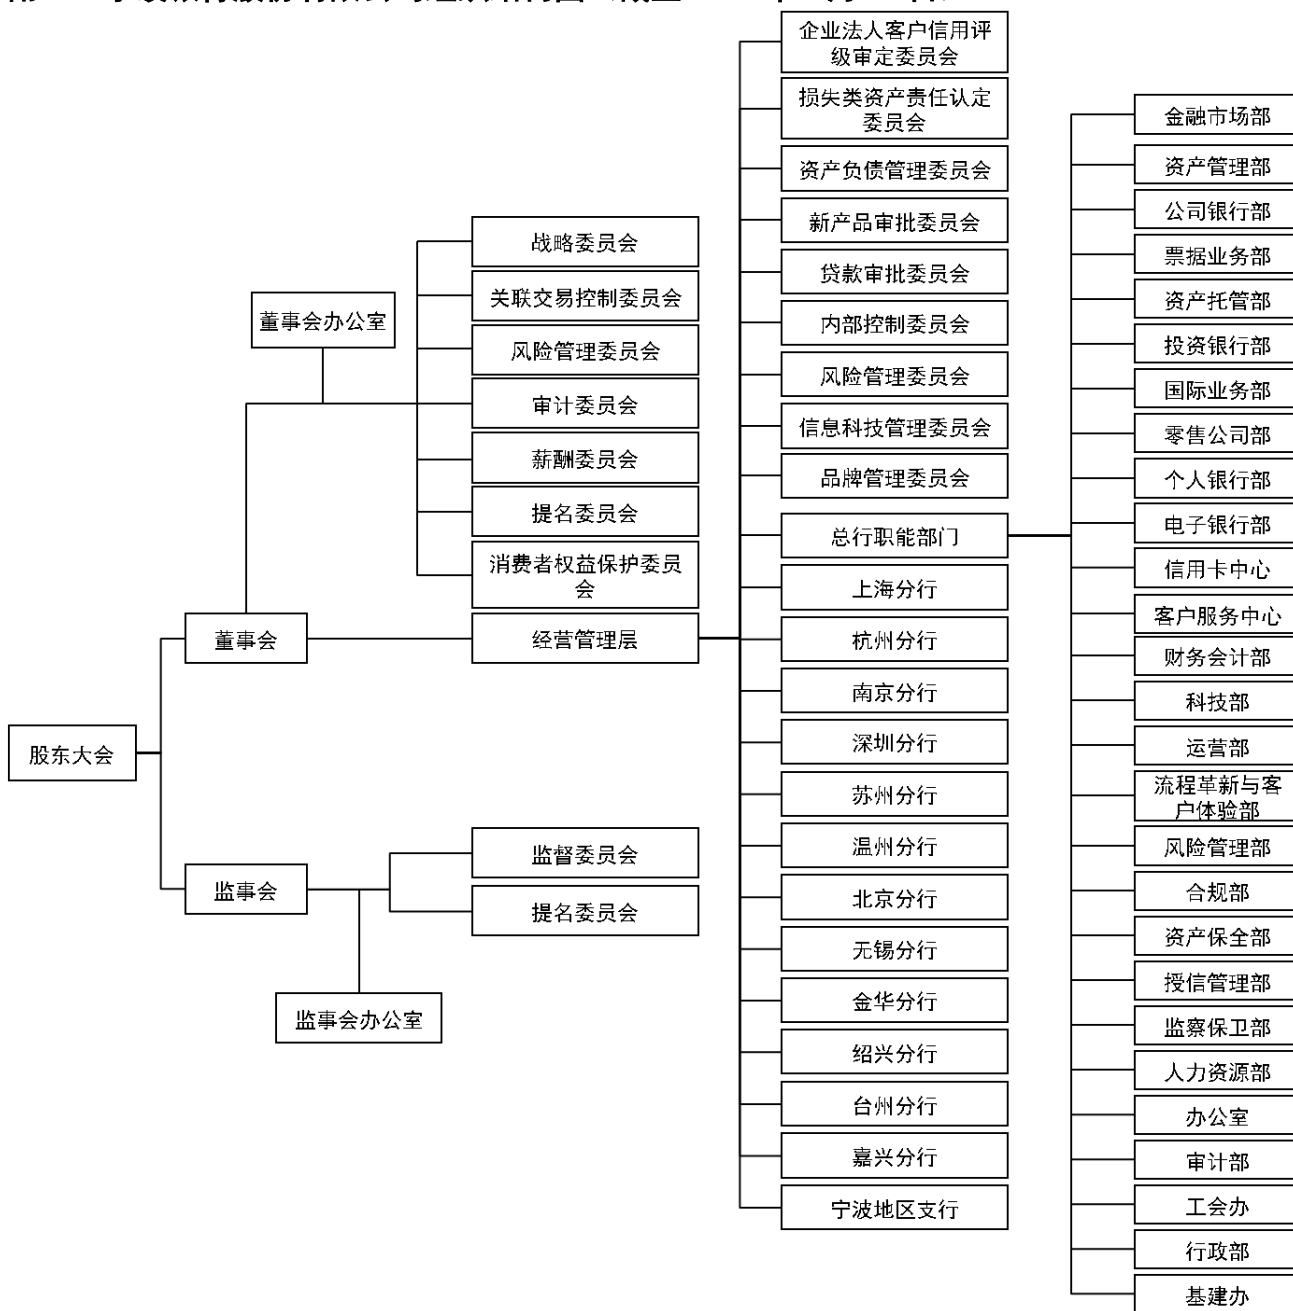 企业法人客户信用评
级审定委员会
损失类资产责任认定
委员会
资产负债管理委员会
新产品审批委员会
贷款审批委员会
内部控制委员会
风险管理委员会
信息科技管理委员会
品牌管理委员会
总行职能部门
上海分行
杭州分行
南京分行
深圳分行
苏州分行
温州分行
北京分行
无锡分行
金华分行
绍兴分行
台州分行
嘉兴分行
宁波地区支行
金融市场部
资产管理部
公司银行部
票据业务部
资产托管部
投资银行部
国际业务部
零售公司部
个人银行部
电子银行部
信用卡中心
客户服务中心
财务会计部
科技部
运营部
流程革新与客
户体验部
风险管理部
合规部
资产保全部
授信管理部
监察保卫部
人力资源部
办公室
审计部
工会办
行政部
基建办
战略委员会
关联交易控制委员会
风险管理委员会
审计委员会
薪酬委员会
提名委员会
消费者权益保护委员
会
经营管理层
董事会办公室
董事会
股东大会
监事会
监督委员会
提名委员会
监事会办公室